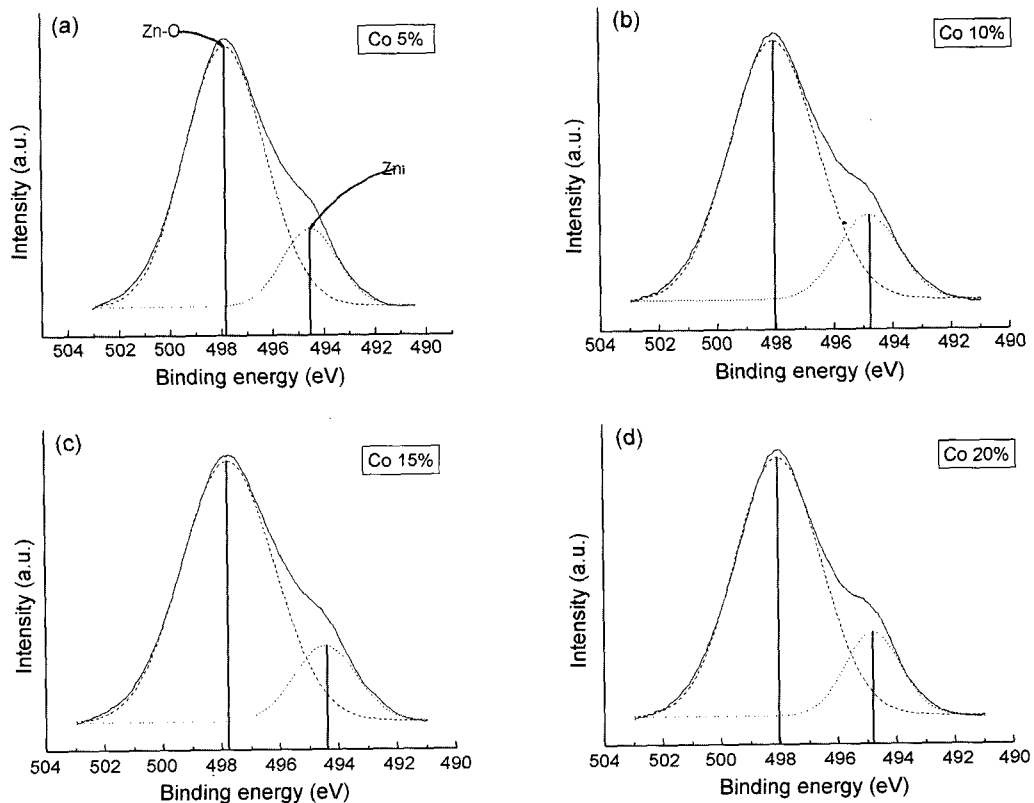 (a)
Zn-O
Co 5%
Zni
Intensity (a.u.)
504 502 500 498 496 494 492 490
Binding energy (eV)
(b)
Co 10%
Intensity (a.u.)
504 502 500 498 496 494 492 490
Binding energy (eV)
(c)
Co 15%
Intensity (a.u.)
504 502 500 498 496 494 492 490
Binding energy (eV)
(d)
Co 20%
Intensity (a.u.)
504 502 500 498 496 494 492 490
Binding energy (eV)